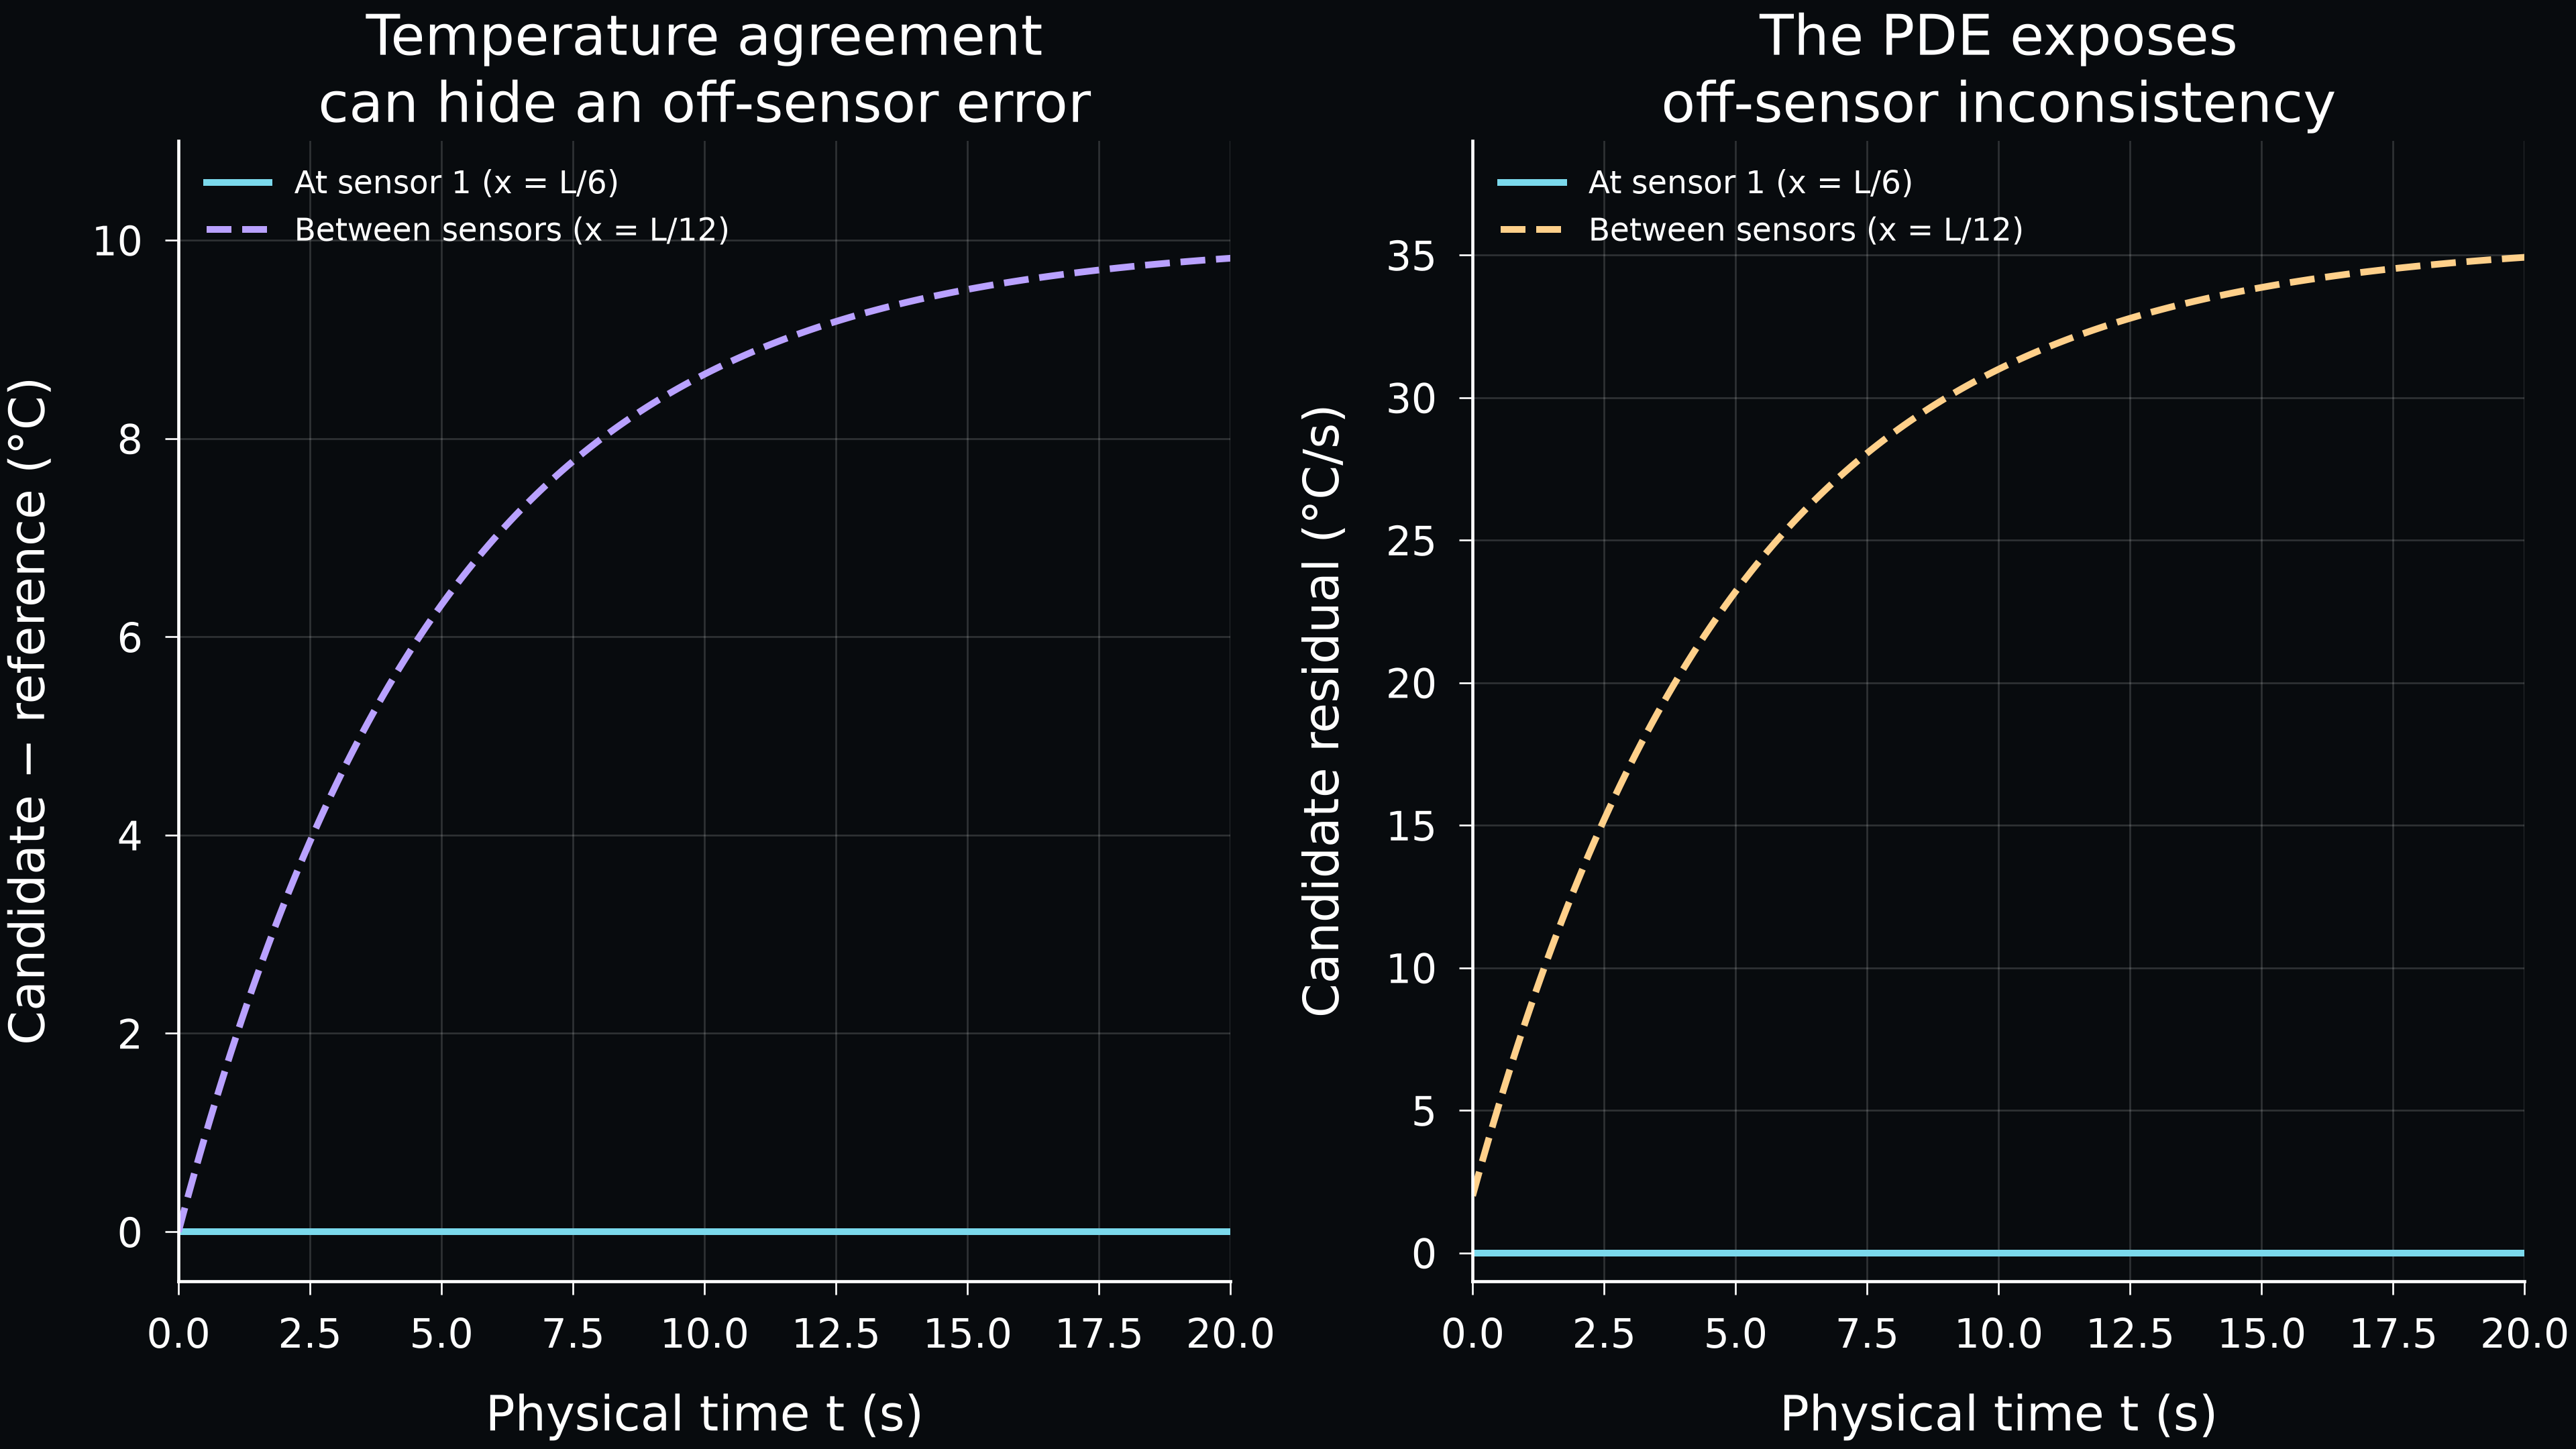 Temperature agreement
can hide an off-sensor error
At sensor 1 (x = L/6)
Between sensors (x = L/12)
Candidate − reference (°C)
10
8
6
4
2
0
0.0 2.5 5.0 7.5 10.0 12.5 15.0 17.5 20.0
Physical time t (s)
The PDE exposes
off-sensor inconsistency
At sensor 1 (x = L/6)
Between sensors (x = L/12)
Candidate residual (°C/s)
35
30
25
20
15
10
5
0
0.0 2.5 5.0 7.5 10.0 12.5 15.0 17.5 20.0
Physical time t (s)